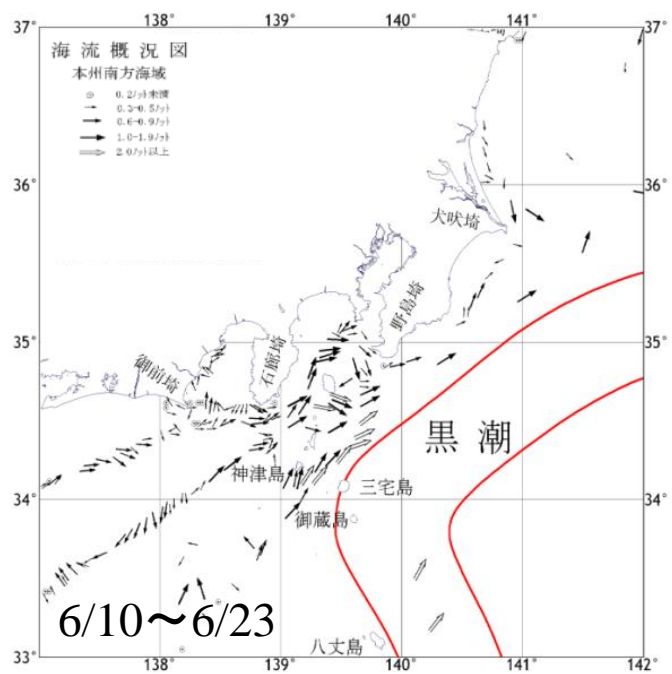 138° 139° 140° 141°
37° 37°
海流概況図
本州南方海域
0.2ノット未満
0.3-0.5ノット
0.6-0.9ノット
1.0-1.9ノット
2.0ノット以上
36° 36°
犬吠埼
野島埼
35° 35°
石廊埼
御前埼
黒潮
神津島
34° 34°
三宅島
御蔵島
6/10〜6/23
八丈島
33° 33°
138° 139° 140° 141° 142°